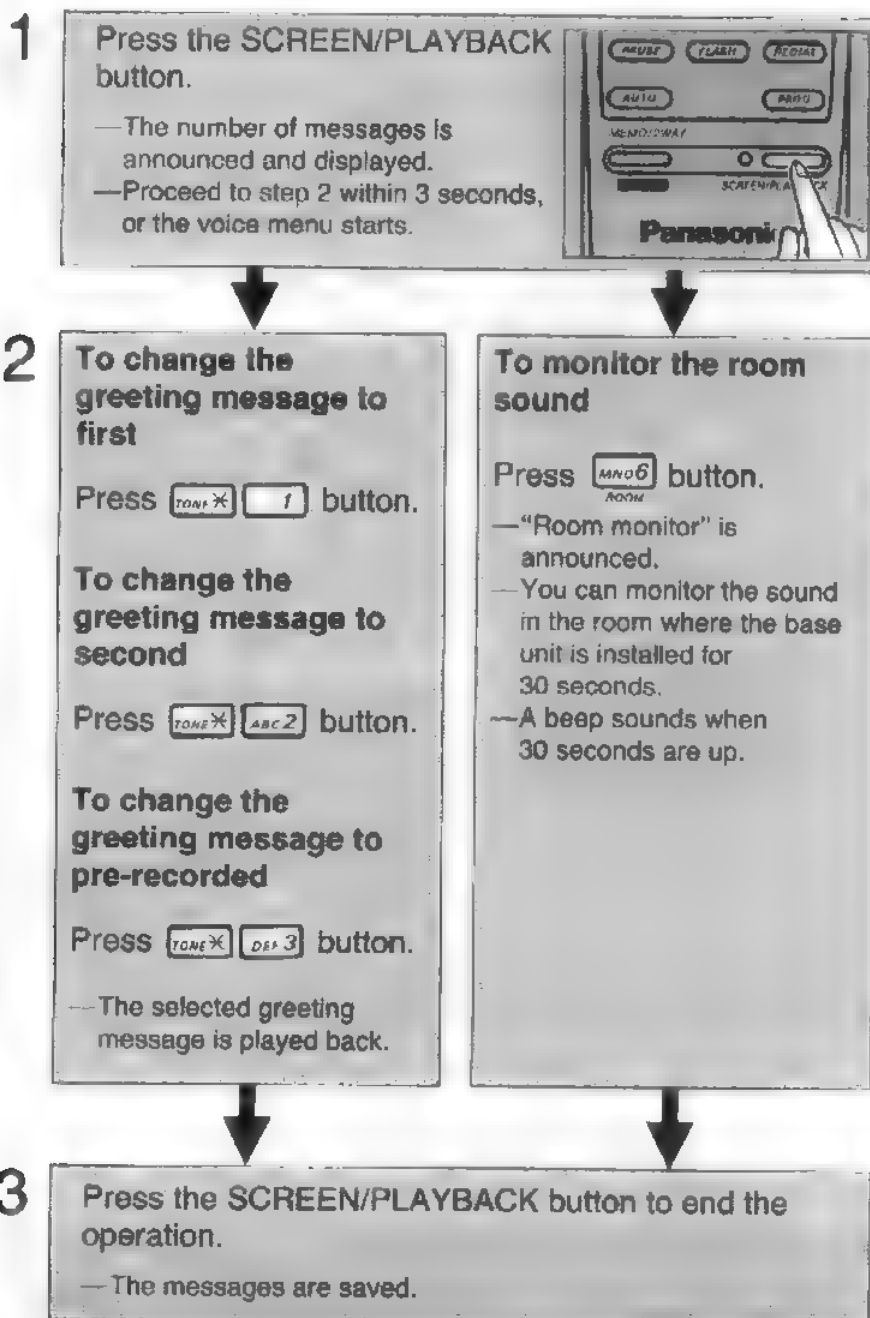 1
Press the SCREEN/PLAYBACK
button.
—The number of messages is
announced and displayed.
—Proceed to step 2 within 3 seconds,
or the voice menu starts.
PAUSE FLASH REDIAL
AUTO PROG
MEMO/2WAY
SCREEN/PLAYBACK
Panasonic
2
To change the
greeting message to
first
Press TONE * 1 button.
To change the
greeting message to
second
Press TONE * ABC 2 button.
To change the
greeting message to
pre-recorded
Press TONE * DEF 3 button.
—The selected greeting
message is played back.
To monitor the room
sound
Press MNO 6 button.
ROOM
—“Room monitor” is
announced.
—You can monitor the sound
in the room where the base
unit is installed for
30 seconds.
—A beep sounds when
30 seconds are up.
3
Press the SCREEN/PLAYBACK button to end the
operation.
—The messages are saved.